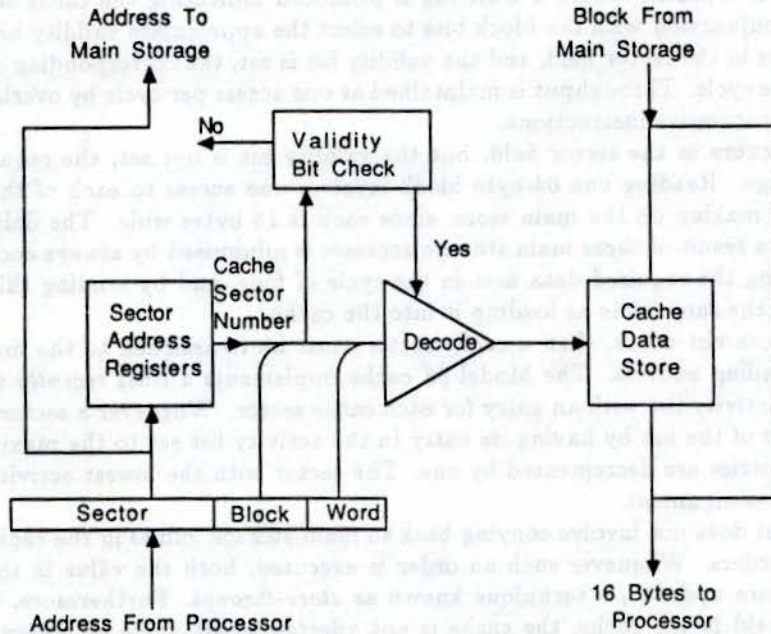 Address To
Main Storage
Block From
Main Storage
No
Validity
Bit Check
Yes
Cache
Sector
Number
Sector
Address
Registers
Decode
Cache
Data
Store
Sector
Block
Word
Address From Processor
16 Bytes to
Processor